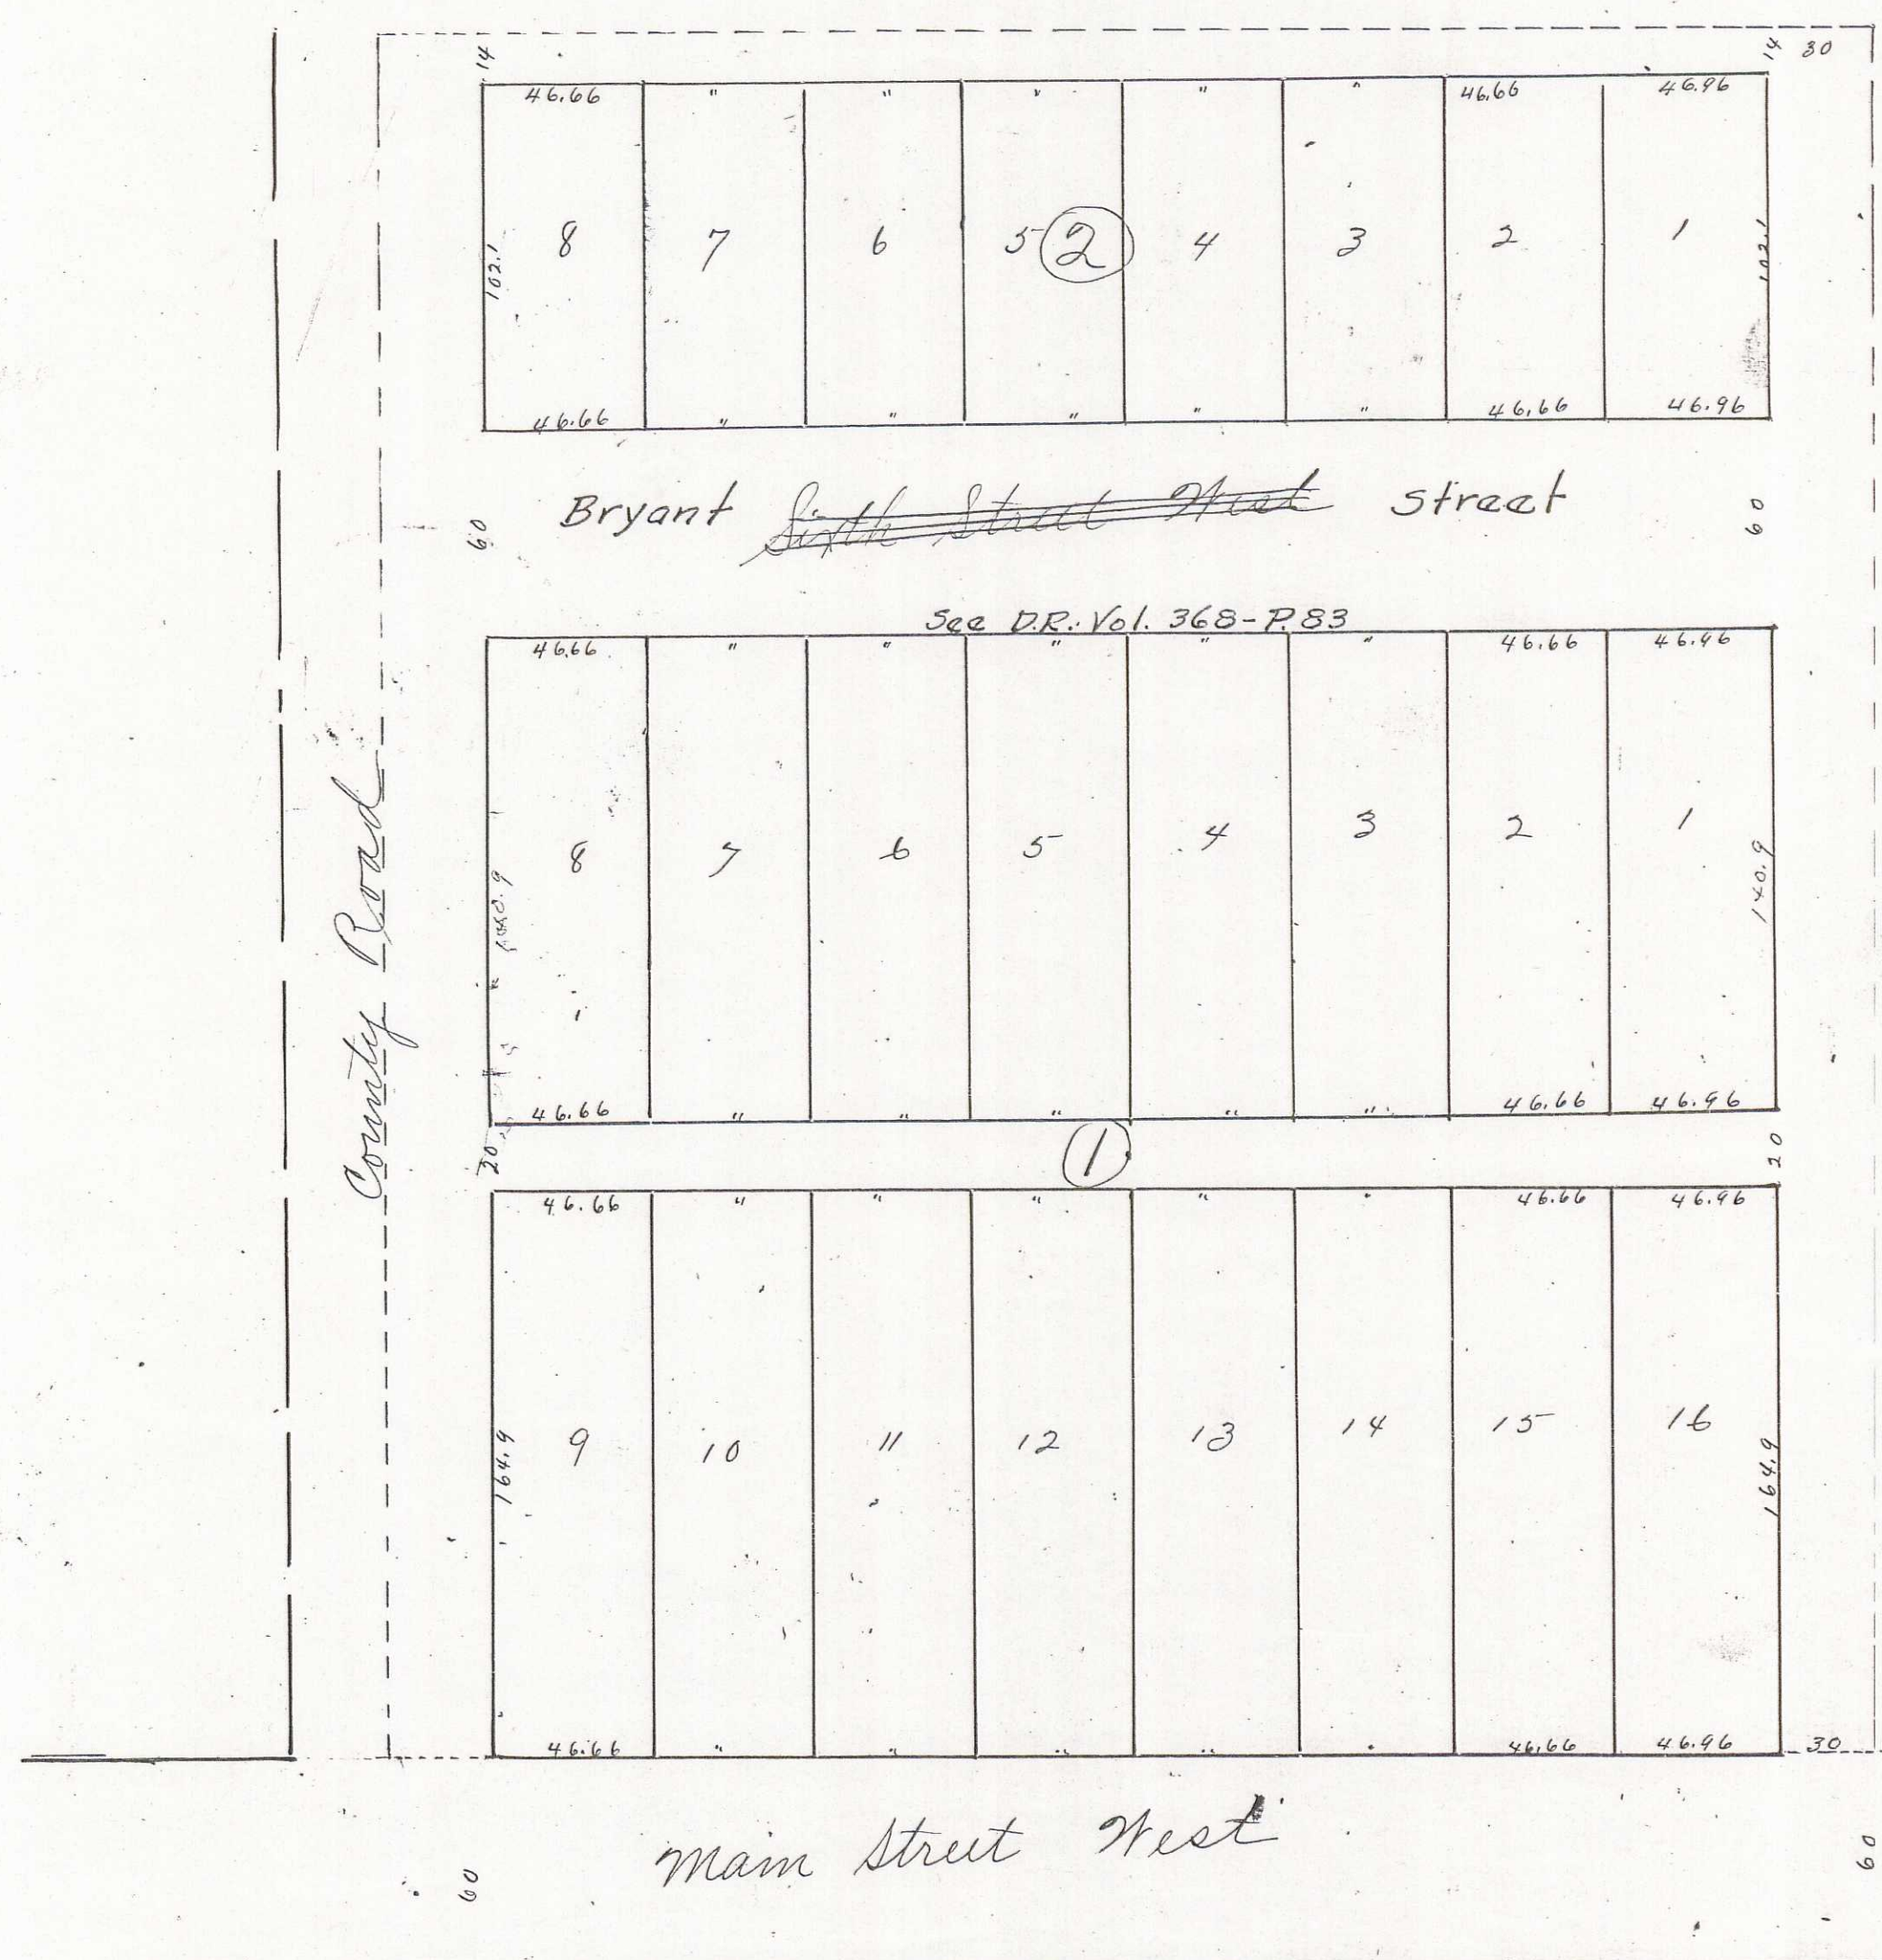 14 14 30
46.66 " " " " " 46.66 46.96
102.1 8 7 6 5 2 4 3 2 1 102.1
46.66 " " " " " 46.66 46.96
60 Bryant Sixth Street West Street 60
See D.R. Vol. 368-P. 83
46.66 " " " " " 46.66 46.96
8 7 6 5 4 3 2 1
140.9 140.9
46.66 " " " " " 46.66 46.96
20 1 20
County Road
46.66 " " " " " 46.66 46.96
164.9 9 10 11 12 13 14 15 16 164.9
46.66 " " " " " 46.66 46.96 30
Main Street West
60 60